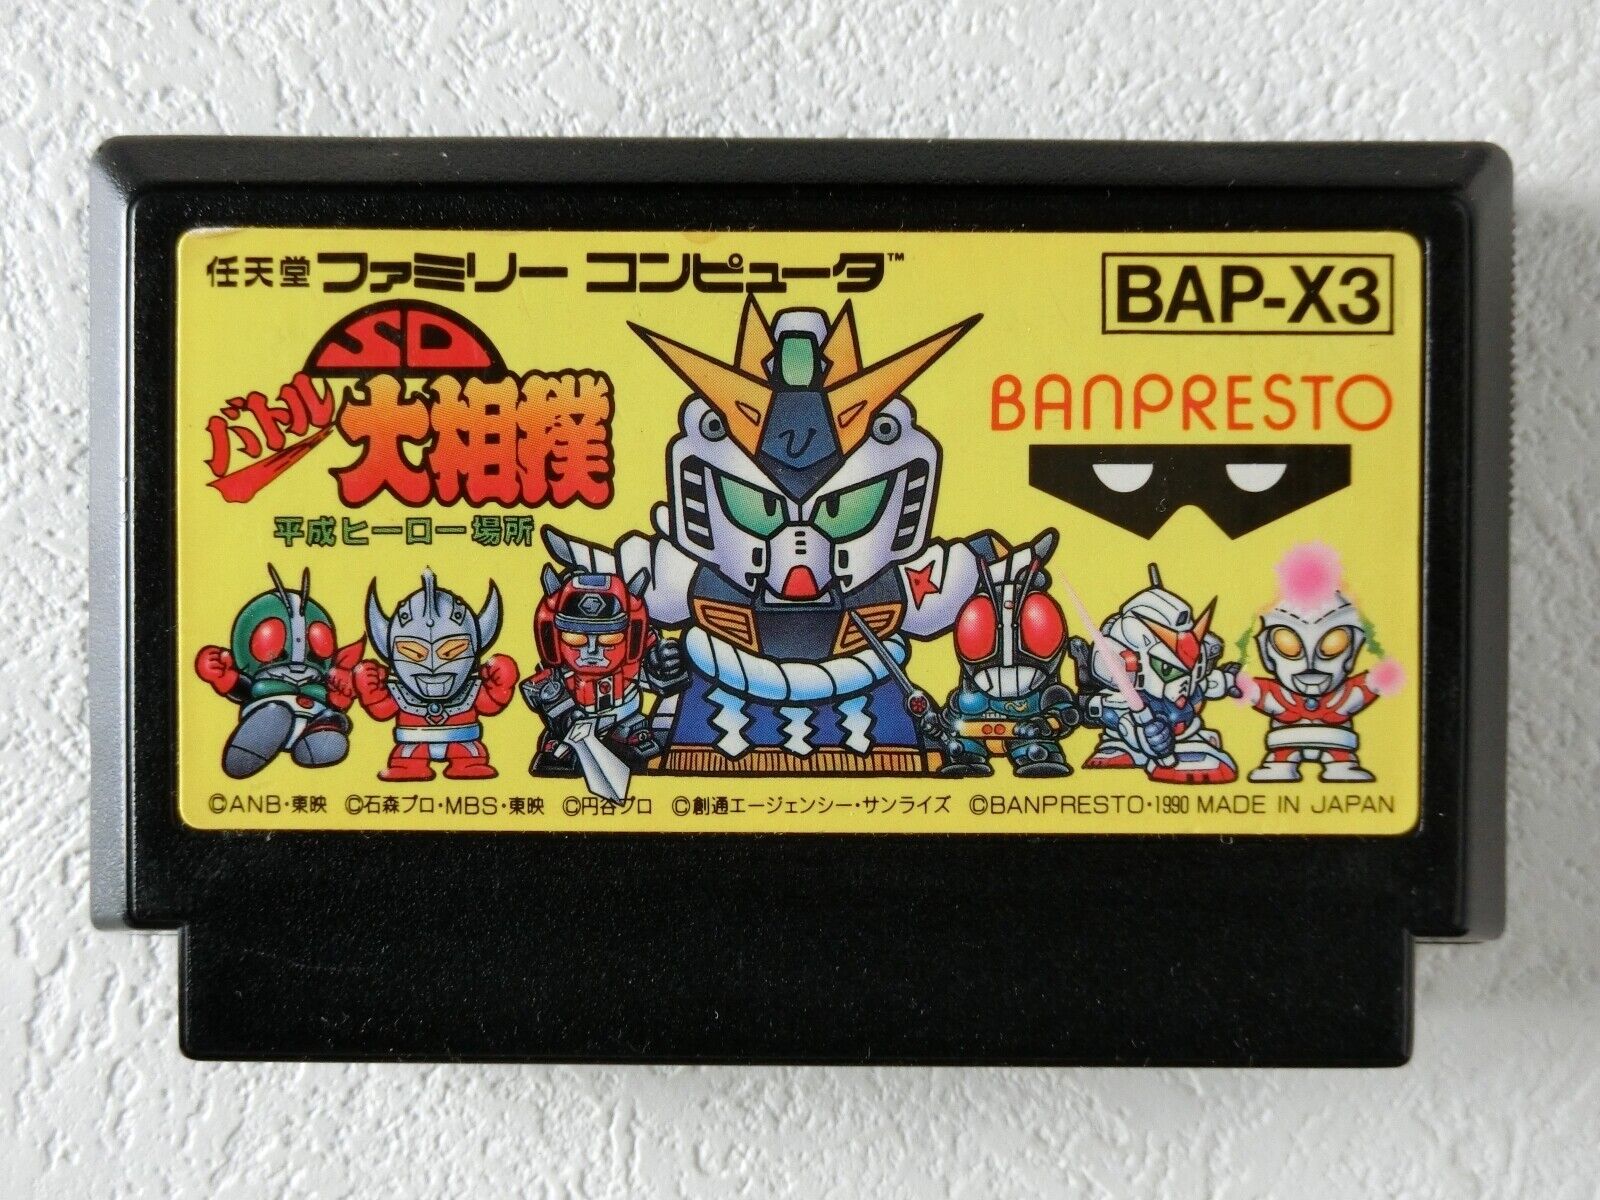 任天堂 ファミリー コンピュータ™
BAP-X3
SD
バトル
大相撲
平成ヒーロー場所
BANPRESTO
©ANB・東映 ©石森プロ・MBS・東映 ©円谷プロ ©創通エージェンシー・サンライズ ©BANPRESTO・1990 MADE IN JAPAN